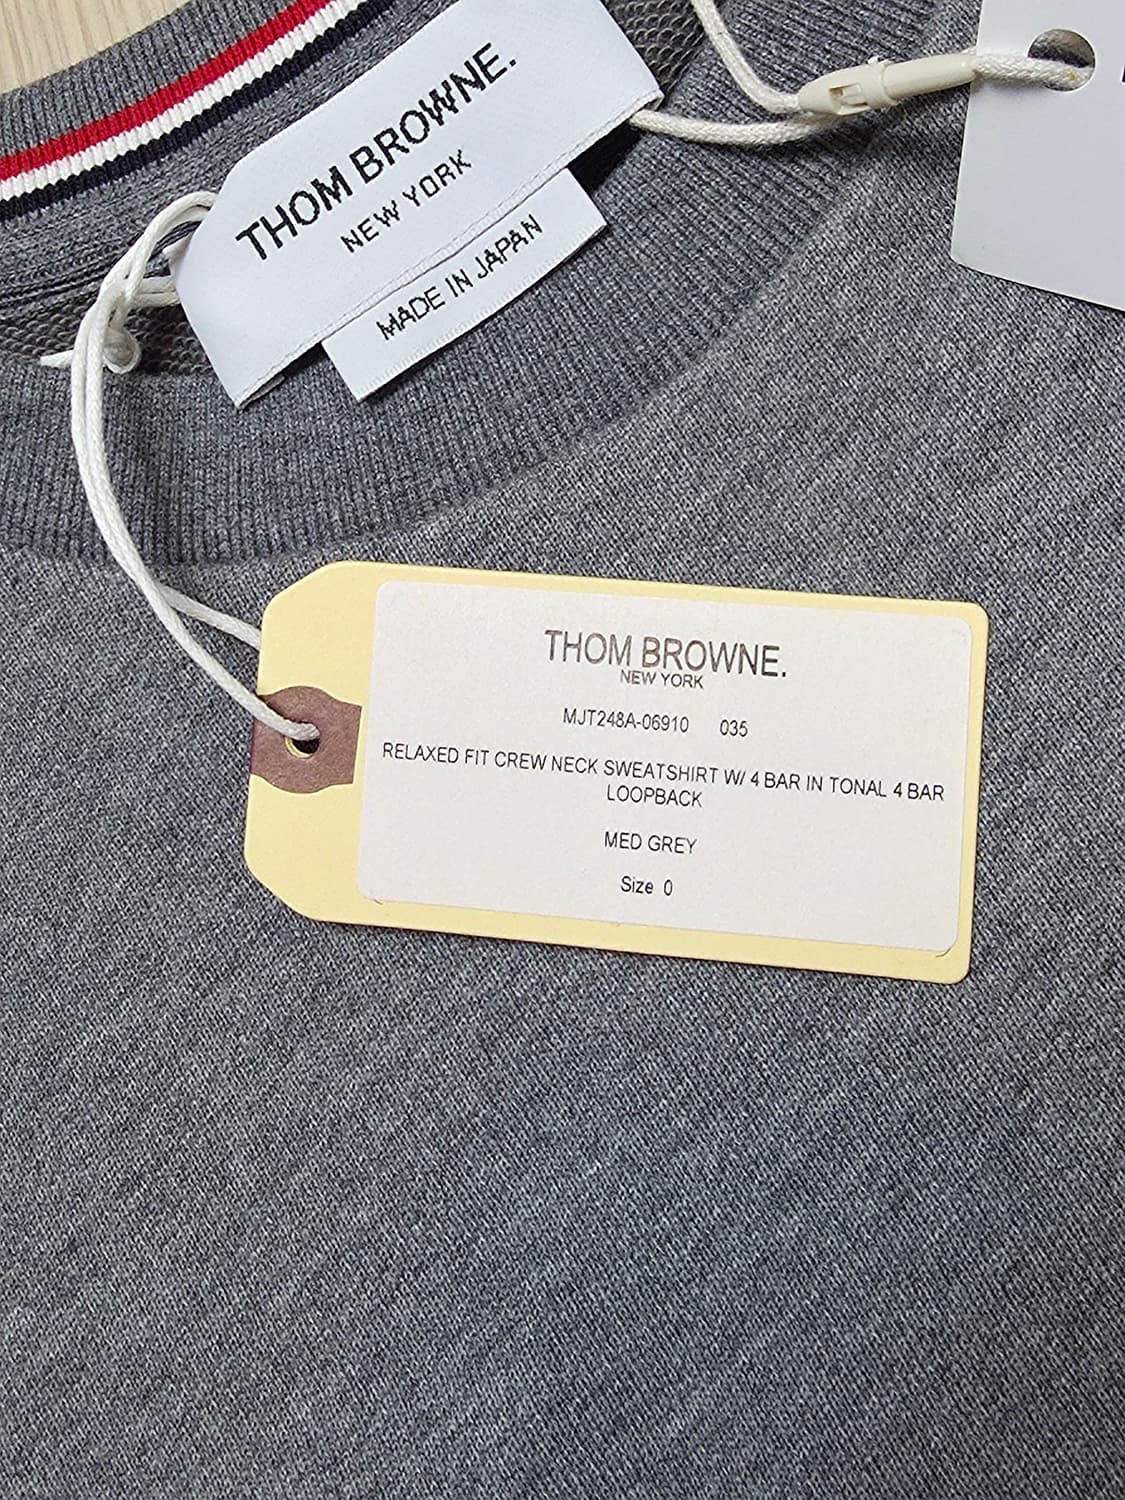 THOM BROWNE.
NEW YORK
MADE IN JAPAN
THOM BROWNE.
NEW YORK
MJT248A-06910 035
RELAXED FIT CREW NECK SWEATSHIRT W/ 4 BAR IN TONAL 4 BAR
LOOPBACK
MED GREY
Size 0